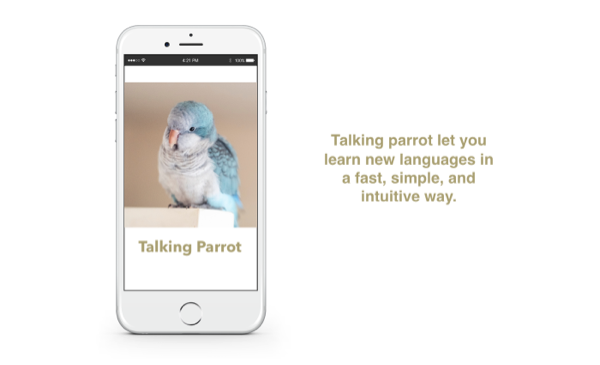 4:21 PM 100%
Talking Parrot
Talking parrot let you
learn new languages in
a fast, simple, and
intuitive way.